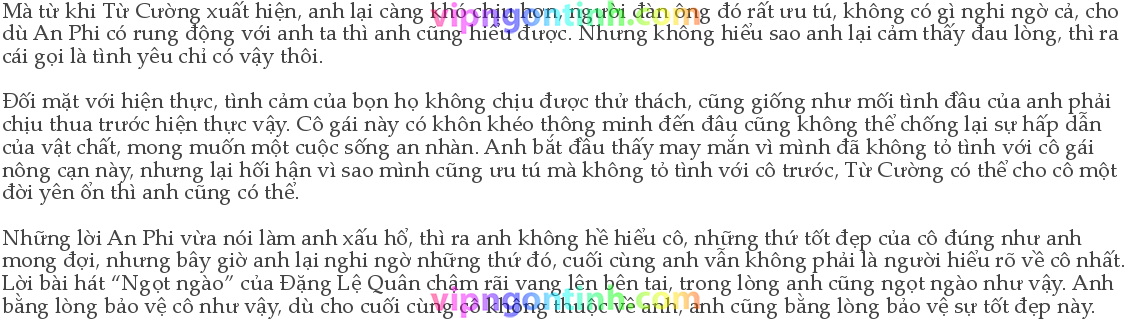 Mà từ khi Từ Cường xuất hiện, anh lại càng khó chịu hơn, người đàn ông đó rất ưu tú, không có gì nghi ngờ cả, cho
dù An Phi có rung động với anh ta thì anh cũng hiểu được. Nhưng không hiểu sao anh lại cảm thấy đau lòng, thì ra
cái gọi là tình yêu chỉ có vậy thôi.
Đối mặt với hiện thực, tình cảm của bọn họ không chịu được thử thách, cũng giống như mối tình đầu của anh phải
chịu thua trước hiện thực vậy. Cô gái này có khôn khéo thông minh đến đâu cũng không thể chống lại sự hấp dẫn
của vật chất, mong muốn một cuộc sống an nhàn. Anh bắt đầu thấy may mắn vì mình đã không tỏ tình với cô gái
nông cạn này, nhưng lại hối hận vì sao mình cũng ưu tú mà không tỏ tình với cô trước, Từ Cường có thể cho cô một
đời yên ổn thì anh cũng có thể.
Những lời An Phi vừa nói làm anh xấu hổ, thì ra anh không hề hiểu cô, những thứ tốt đẹp của cô đúng như anh
mong đợi, nhưng bây giờ anh lại nghi ngờ những thứ đó, cuối cùng anh vẫn không phải là người hiểu rõ về cô nhất.
Lời bài hát “Ngọt ngào” của Đặng Lệ Quân chậm rãi vang lên bên tai, trong lòng anh cũng ngọt ngào như vậy. Anh
bằng lòng bảo vệ cô như vậy, dù cho cuối cùng cô không thuộc về anh, anh cũng bằng lòng bảo vệ sự tốt đẹp này.
vipngontinh.com
vipngontinh.com